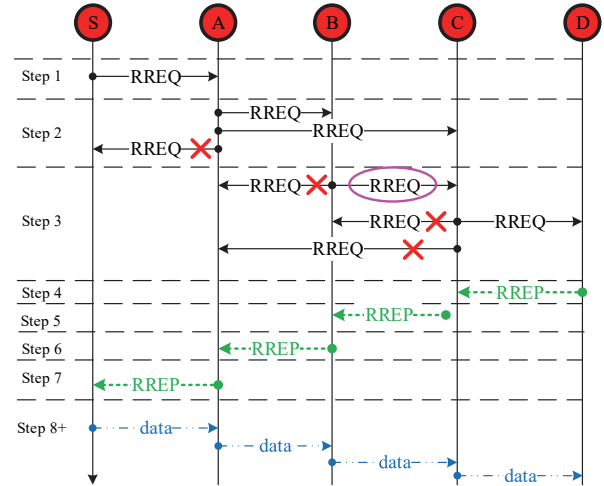 S A B C D
Step 1 RREQ
RREQ
Step 2 RREQ
RREQ
RREQ RREQ
Step 3 RREQ RREQ
RREQ
Step 4 RREP
Step 5 RREP
Step 6 RREP
Step 7 RREP
Step 8+ data
data
data
data